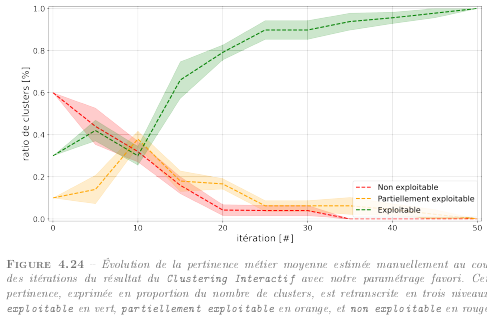 1.0
0.8
0.6
0.4
0.2
0.0
ratio de clusters [%]
Non exploitable
Partiellement exploitable
Exploitable
0 10 20 30 40 50
itération [#]
FIGURE 4.24 – Évolution de la pertinence métier moyenne estimée manuellement au cou
des itérations du résultat du Clustering Interactif avec notre paramétrage favori. Cet
pertinence, exprimée en proportion du nombre de clusters, est retranscrite en trois niveau
exploitable en vert, partiellement exploitable en orange, et non exploitable en rouge